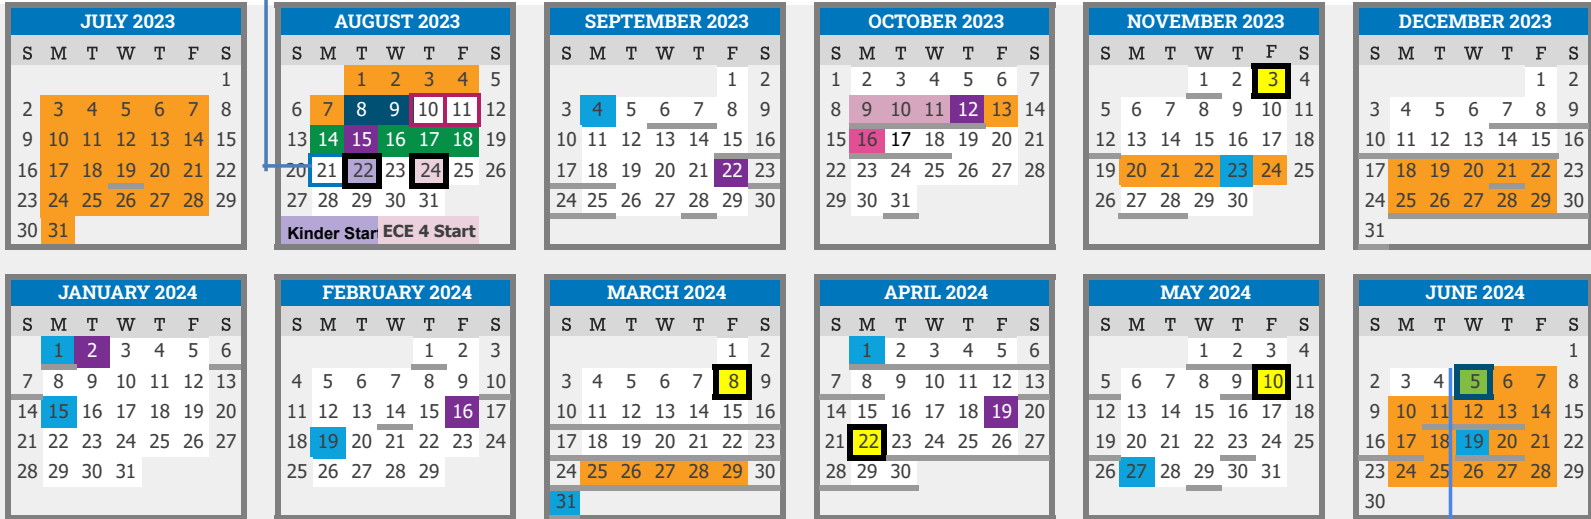 JULY 2023
S M T W T F S
1
2 3 4 5 6 7 8
9 10 11 12 13 14 15
16 17 18 19 20 21 22
23 24 25 26 27 28 29
30 31
AUGUST 2023
S M T W T F S
1 2 3 4 5
6 7 8 9 10 11 12
13 14 15 16 17 18 19
20 21 22 23 24 25 26
27 28 29 30 31
Kinder Star ECE 4 Start
SEPTEMBER 2023
S M T W T F S
1 2
3 4 5 6 7 8 9
10 11 12 13 14 15 16
17 18 19 20 21 22 23
24 25 26 27 28 29 30
OCTOBER 2023
S M T W T F S
1 2 3 4 5 6 7
8 9 10 11 12 13 14
15 16 17 18 19 20 21
22 23 24 25 26 27 28
29 30 31
NOVEMBER 2023
S M T W T F S
1 2 3 4
5 6 7 8 9 10 11
12 13 14 15 16 17 18
19 20 21 22 23 24 25
26 27 28 29 30
DECEMBER 2023
S M T W T F S
1 2
3 4 5 6 7 8 9
10 11 12 13 14 15 16
17 18 19 20 21 22 23
24 25 26 27 28 29 30
31
JANUARY 2024
S M T W T F S
1 2 3 4 5 6
7 8 9 10 11 12 13
14 15 16 17 18 19 20
21 22 23 24 25 26 27
28 29 30 31
FEBRUARY 2024
S M T W T F S
1 2 3
4 5 6 7 8 9 10
11 12 13 14 15 16 17
18 19 20 21 22 23 24
25 26 27 28 29
MARCH 2024
S M T W T F S
1 2
3 4 5 6 7 8 9
10 11 12 13 14 15 16
17 18 19 20 21 22 23
24 25 26 27 28 29 30
31
APRIL 2024
S M T W T F S
1 2 3 4 5 6
7 8 9 10 11 12 13
14 15 16 17 18 19 20
21 22 23 24 25 26 27
28 29 30
MAY 2024
S M T W T F S
1 2 3 4
5 6 7 8 9 10 11
12 13 14 15 16 17 18
19 20 21 22 23 24 25
26 27 28 29 30 31
JUNE 2024
S M T W T F S
1
2 3 4 5 6 7 8
9 10 11 12 13 14 15
16 17 18 19 20 21 22
23 24 25 26 27 28 29
30